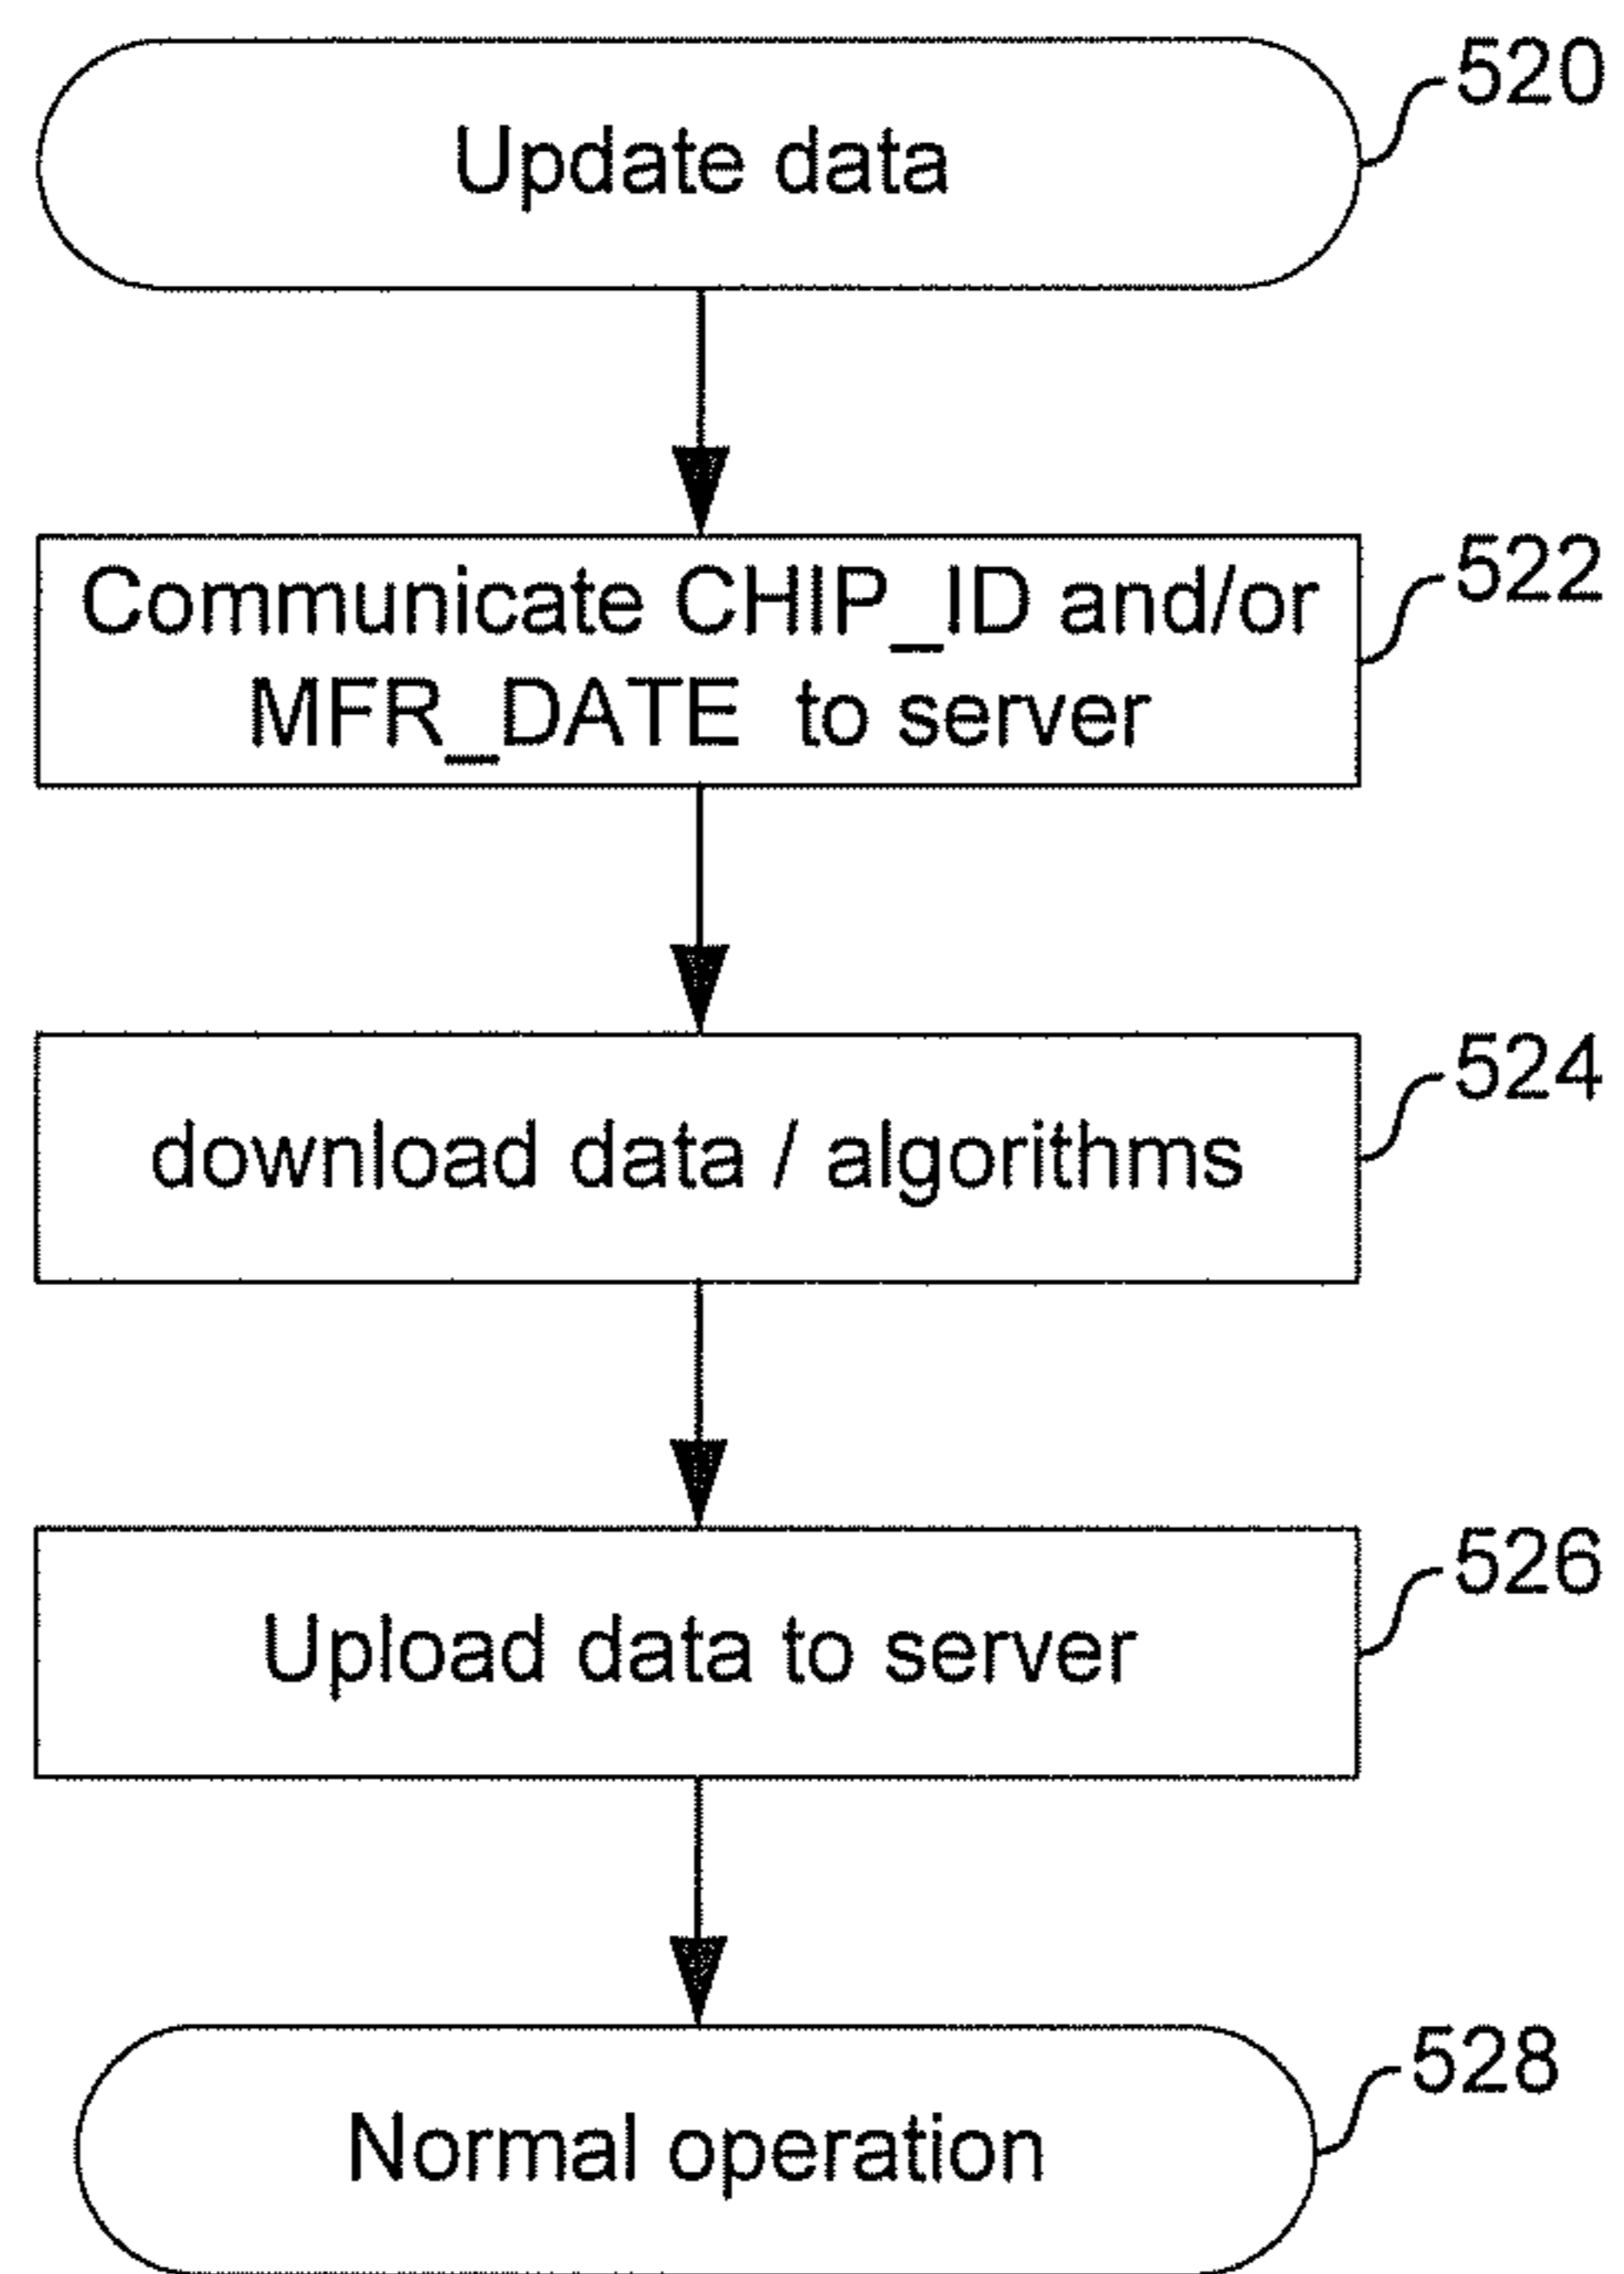 520
Update data
522
Communicate CHIP_ID and/or
MFR_DATE to server
524
download data / algorithms
526
Upload data to server
528
Normal operation